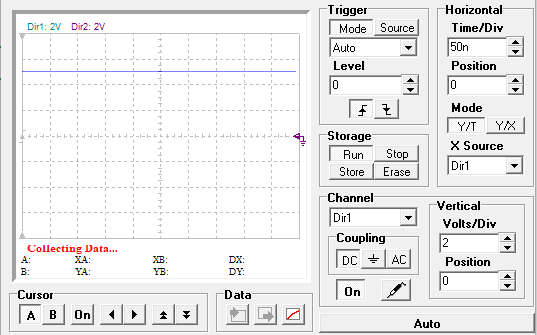 Dir1: 2V Dir2: 2V
Collecting Data...
A: XA: XB: DX:
B: YA: YB: DY:
Cursor
A B On
Data
Trigger
Mode Source
Auto
Level
0
Storage
Run Stop
Store Erase
Horizontal
Time/Div
50n
Position
0
Mode
Y/T Y/X
X Source
Dir1
Channel
Dir1
Coupling
DC AC
On
Vertical
Volts/Div
2
Position
0
Auto